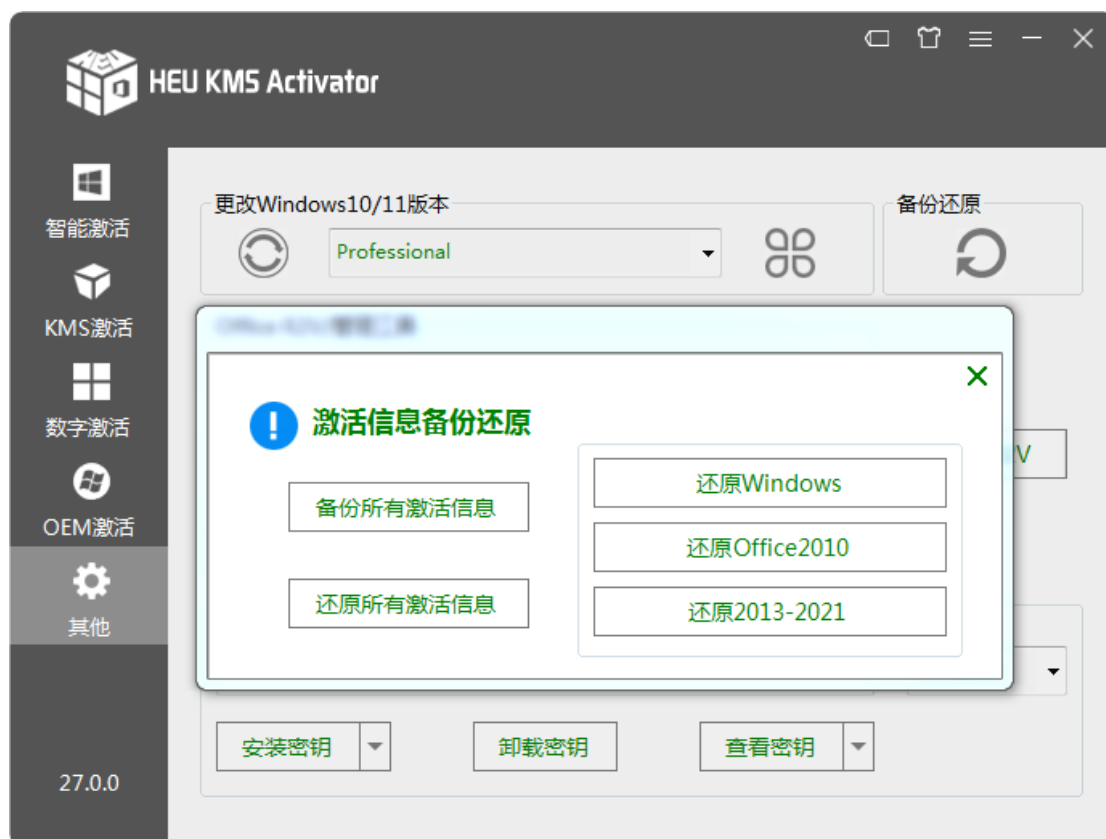 HEU KMS Activator
智能激活
KMS激活
数字激活
OEM激活
其他
27.0.0
更改Windows10/11版本
Professional
备份还原
激活信息备份还原
备份所有激活信息
还原所有激活信息
还原Windows
还原Office2010
还原2013-2021
V
安装密钥
卸载密钥
查看密钥